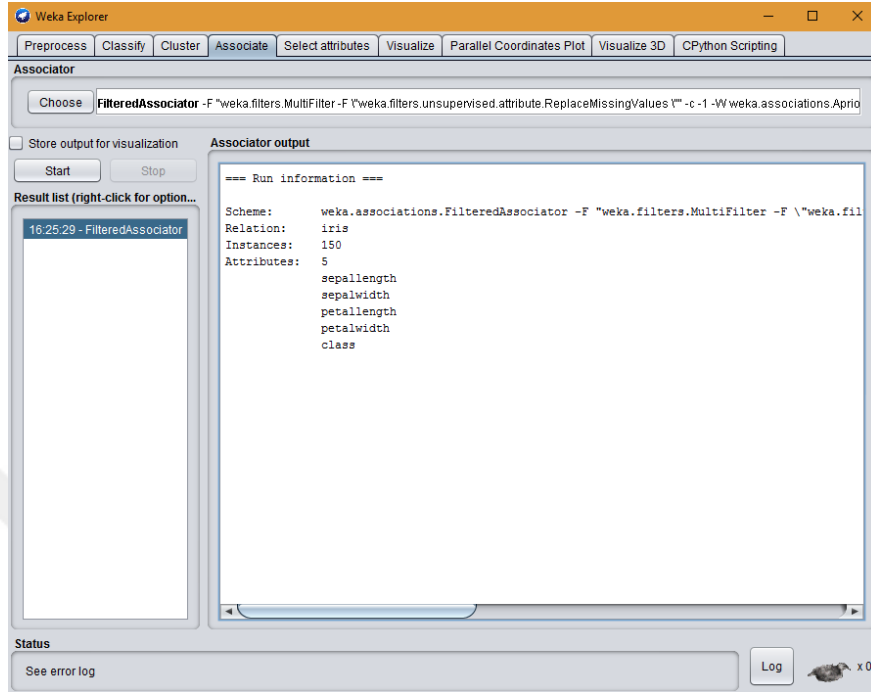 Weka Explorer
Preprocess Classify Cluster Associate Select attributes Visualize Parallel Coordinates Plot Visualize 3D CPython Scripting
Associator
Choose FilteredAssociator -F "weka.filters.MultiFilter -F \"weka.filters.unsupervised.attribute.ReplaceMissingValues \"" -c -1 -W weka.associations.Aprio
Store output for visualization
Start Stop
Result list (right-click for option...
16:25:29 - FilteredAssociator
Associator output
=== Run information ===
Scheme: weka.associations.FilteredAssociator -F "weka.filters.MultiFilter -F \"weka.fil
Relation: iris
Instances: 150
Attributes: 5
sepallength
sepalwidth
petallength
petalwidth
class
Status
See error log
Log
x 0